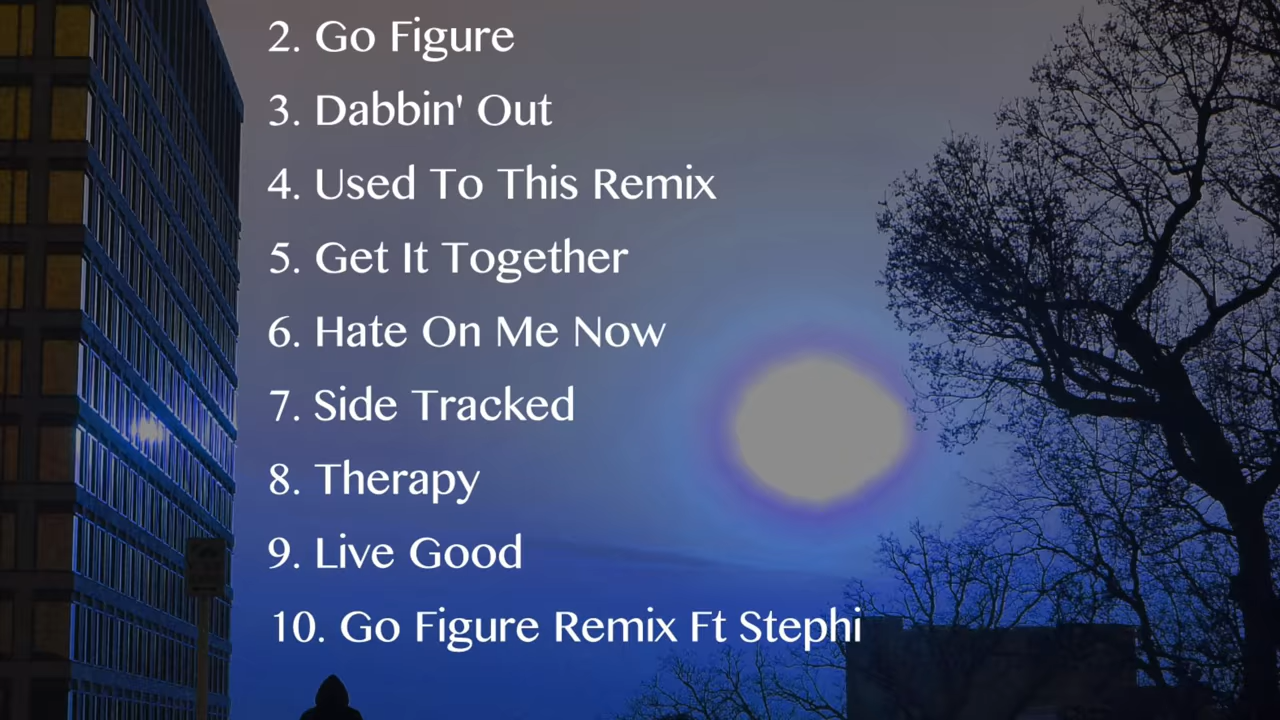 2. Go Figure
3. Dabbin' Out
4. Used To This Remix
5. Get It Together
6. Hate On Me Now
7. Side Tracked
8. Therapy
9. Live Good
10. Go Figure Remix Ft Stephi